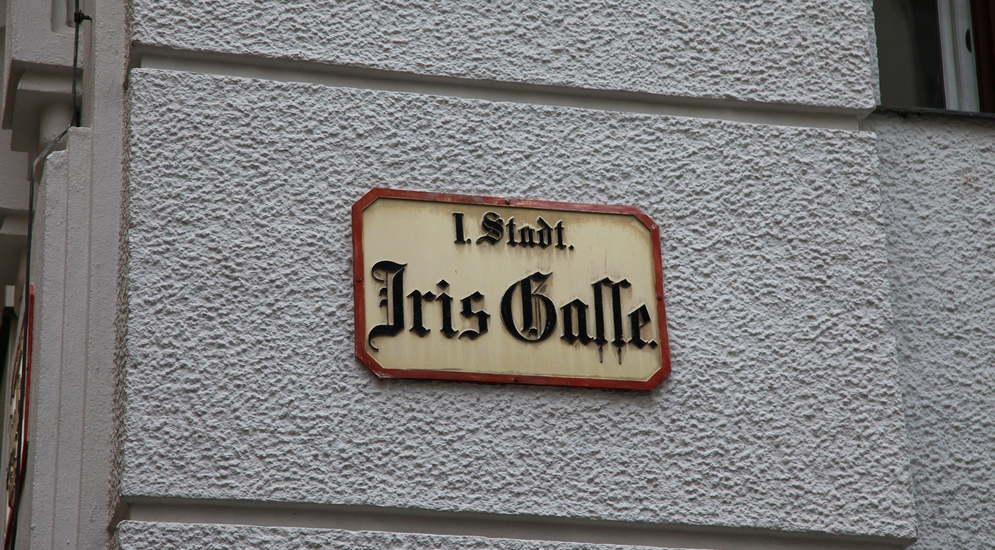 I. Stadt.
Iris Gaſſe.